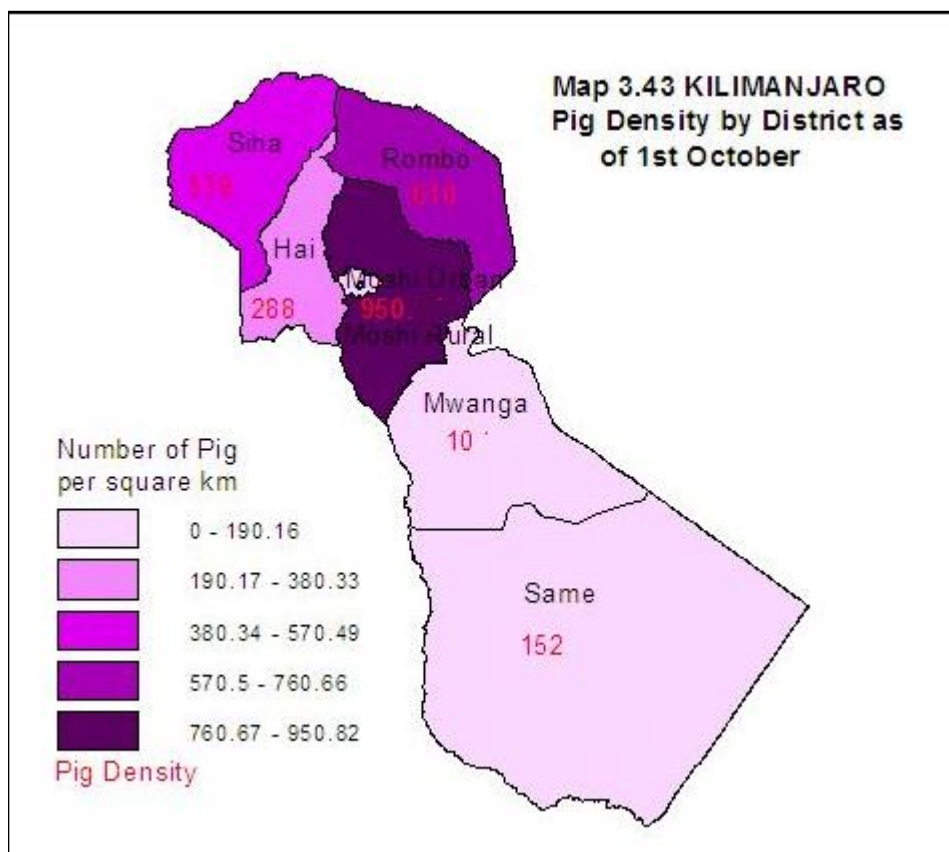 Map 3.43 KILIMANJARO
Pig Density by District as
of 1st October
Siha
Rombo
Hai
288
Moshi Urban
950
Moshi Rural
Mwanga
10
Same
152
Number of Pig
per square km
0 - 190.16
190.17 - 380.33
380.34 - 570.49
570.5 - 760.66
760.67 - 950.82
Pig Density